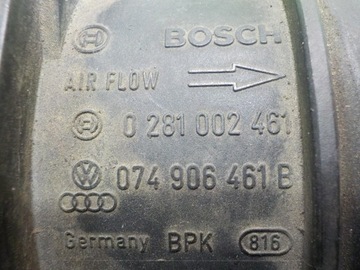 BOSCH
AIR FLOW
0 281 002 461
074 906 461 B
Germany BPK 816